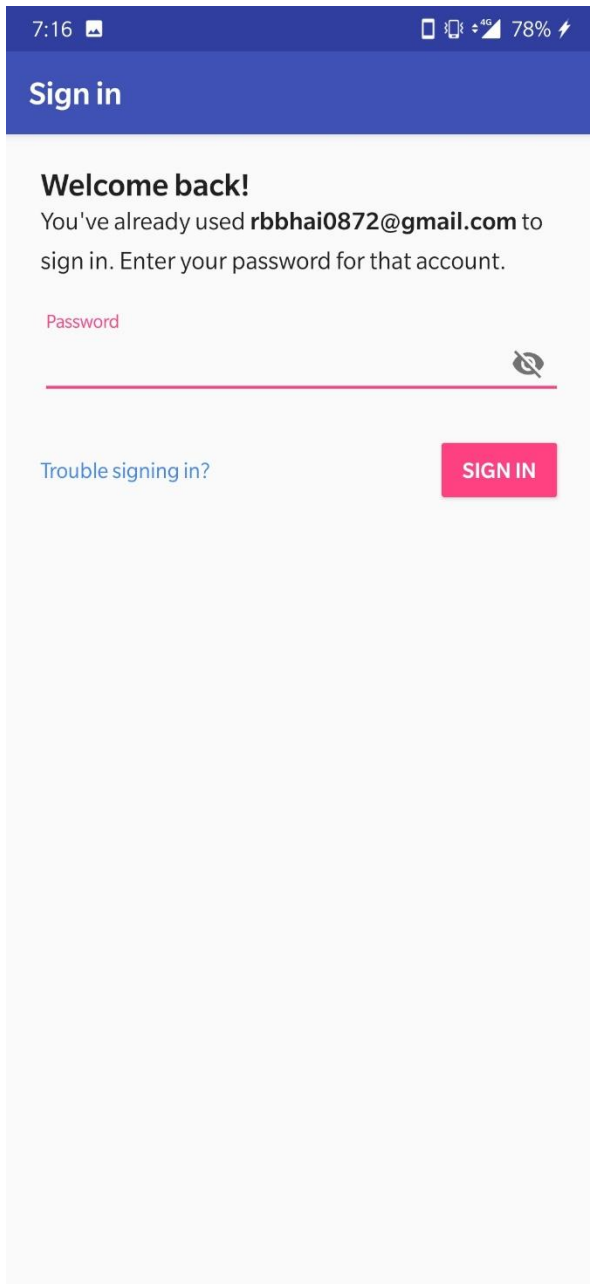 7:16 4G 78%
Sign in
Welcome back!
You've already used rbbhai0872@gmail.com to
sign in. Enter your password for that account.
Password
Trouble signing in? SIGN IN